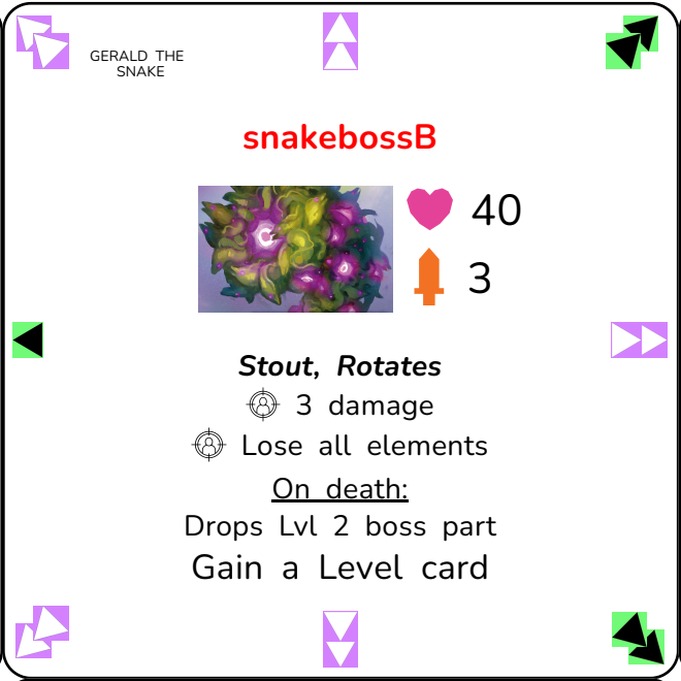 GERALD THE
SNAKE
snakebossB
40
3
Stout, Rotates
3 damage
Lose all elements
On death:
Drops Lvl 2 boss part
Gain a Level card